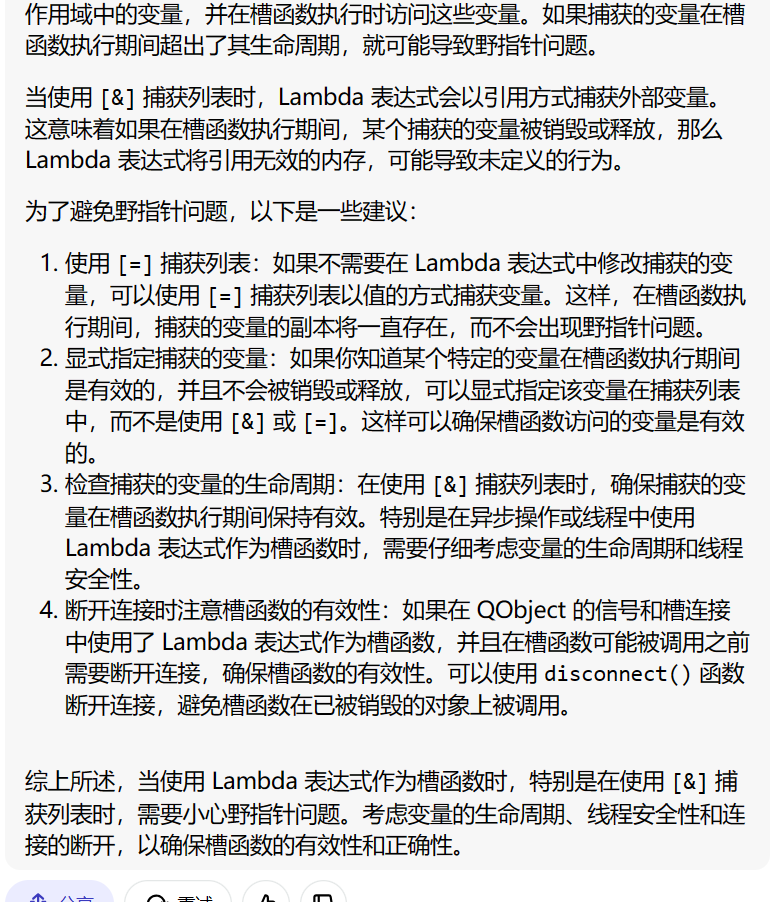 作用域中的变量，并在槽函数执行时访问这些变量。如果捕获的变量在槽
函数执行期间超出了其生命周期，就可能导致野指针问题。
当使用 [&] 捕获列表时，Lambda 表达式会以引用方式捕获外部变量。
这意味着如果在槽函数执行期间，某个捕获的变量被销毁或释放，那么
Lambda 表达式将引用无效的内存，可能导致未定义的行为。
为了避免野指针问题，以下是一些建议：
1. 使用 [=] 捕获列表：如果不需要在 Lambda 表达式中修改捕获的变
量，可以使用 [=] 捕获列表以值的方式捕获变量。这样，在槽函数执
行期间，捕获的变量的副本将一直存在，而不会出现野指针问题。
2. 显式指定捕获的变量：如果你知道某个特定的变量在槽函数执行期间
是有效的，并且不会被销毁或释放，可以显式指定该变量在捕获列表
中，而不是使用 [&] 或 [=]。这样可以确保槽函数访问的变量是有效
的。
3. 检查捕获的变量的生命周期：在使用 [&] 捕获列表时，确保捕获的变
量在槽函数执行期间保持有效。特别是在异步操作或线程中使用
Lambda 表达式作为槽函数时，需要仔细考虑变量的生命周期和线程
安全性。
4. 断开连接时注意槽函数的有效性：如果在 QObject 的信号和槽连接
中使用了 Lambda 表达式作为槽函数，并且在槽函数可能被调用之前
需要断开连接，确保槽函数的有效性。可以使用 disconnect() 函数
断开连接，避免槽函数在已被销毁的对象上被调用。
综上所述，当使用 Lambda 表达式作为槽函数时，特别是在使用 [&] 捕
获列表时，需要小心野指针问题。考虑变量的生命周期、线程安全性和连
接的断开，以确保槽函数的有效性和正确性。
分享 重试